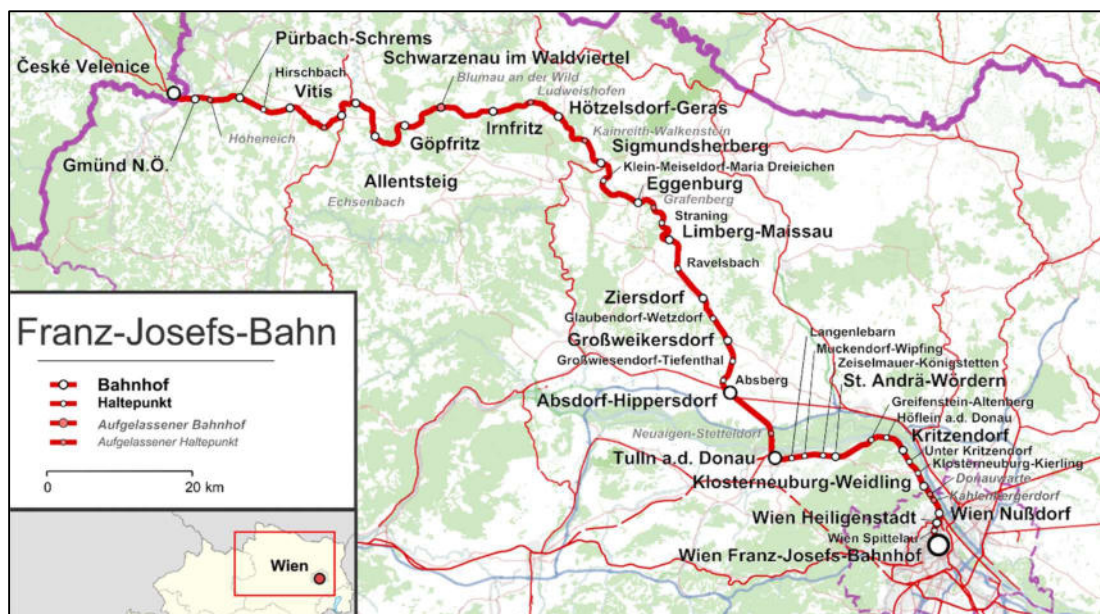 Pürbach-Schrems
České Velenice
Hirschbach
Vitis
Schwarzenau im Waldviertel
Blumau an der Wild
Ludweishofen
Hötzelsdorf-Geras
Irnfritz
Kainreith-Walkenstein
Göpfritz
Hoheneich
Sigmundsherberg
Gmünd N.Ö.
Klein-Meiseldorf-Maria Dreieichen
Allentsteig
Eggenburg
Echsenbach
Grafenberg
Straning
Limberg-Maissau
Ravelsbach
Ziersdorf
Glaubendorf-Wetzdorf
Großweikersdorf
Großwiesendorf-Tiefenthal
Absberg
Absdorf-Hippersdorf
Langenlebarn
Muckendorf-Wipfing
Zeiselmauer-Königstetten
St. Andrä-Wördern
Greifenstein-Altenberg
Höflein a.d. Donau
Neuaigen-Stetteldorf
Kritzendorf
Tulln a.d. Donau
Unter Kritzendorf
Klosterneuburg-Kierling
Klosterneuburg-Weidling
Donauwarte
Kahlenbergerdorf
Wien Heiligenstadt
Wien Nußdorf
Wien Spittelau
Wien Franz-Josefs-Bahnhof
Franz-Josefs-Bahn
Bahnhof
Haltepunkt
Aufgelassener Bahnhof
Aufgelassener Haltepunkt
0 20 km
Wien